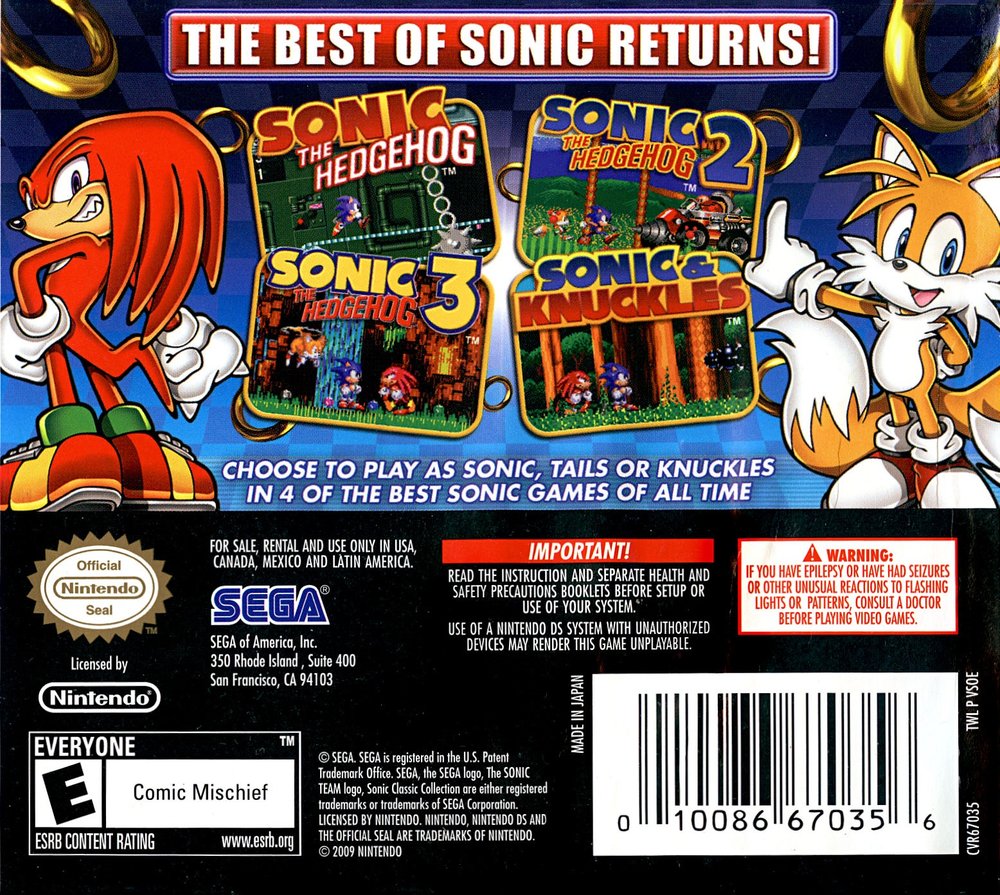 THE BEST OF SONIC RETURNS!
SONIC
THE
HEDGEHOG
TM
SONIC
THE
HEDGEHOG
2
TM
SONIC
THE
HEDGEHOG
3
TM
SONIC &
KNUCKLES
TM
CHOOSE TO PLAY AS SONIC, TAILS OR KNUCKLES
IN 4 OF THE BEST SONIC GAMES OF ALL TIME
Official
Nintendo
Seal
TM
Licensed by
Nintendo®
FOR SALE, RENTAL AND USE ONLY IN USA,
CANADA, MEXICO AND LATIN AMERICA.
SEGA®
SEGA of America, Inc.
350 Rhode Island , Suite 400
San Francisco, CA 94103
IMPORTANT!
READ THE INSTRUCTION AND SEPARATE HEALTH AND
SAFETY PRECAUTIONS BOOKLETS BEFORE SETUP OR
USE OF YOUR SYSTEM.
USE OF A NINTENDO DS SYSTEM WITH UNAUTHORIZED
DEVICES MAY RENDER THIS GAME UNPLAYABLE.
WARNING:
IF YOU HAVE EPILEPSY OR HAVE HAD SEIZURES
OR OTHER UNUSUAL REACTIONS TO FLASHING
LIGHTS OR PATTERNS, CONSULT A DOCTOR
BEFORE PLAYING VIDEO GAMES.
EVERYONE
TM
E
Comic Mischief
ESRB CONTENT RATING
www.esrb.org
© SEGA. SEGA is registered in the U.S. Patent
Trademark Office. SEGA, the SEGA logo, The SONIC
TEAM logo, Sonic Classic Collection are either registered
trademarks or trademarks of SEGA Corporation.
LICENSED BY NINTENDO. NINTENDO, NINTENDO DS AND
THE OFFICIAL SEAL ARE TRADEMARKS OF NINTENDO.
© 2009 NINTENDO
MADE IN JAPAN
0 10086 67035 6
TWL P VSOE
CVR67035